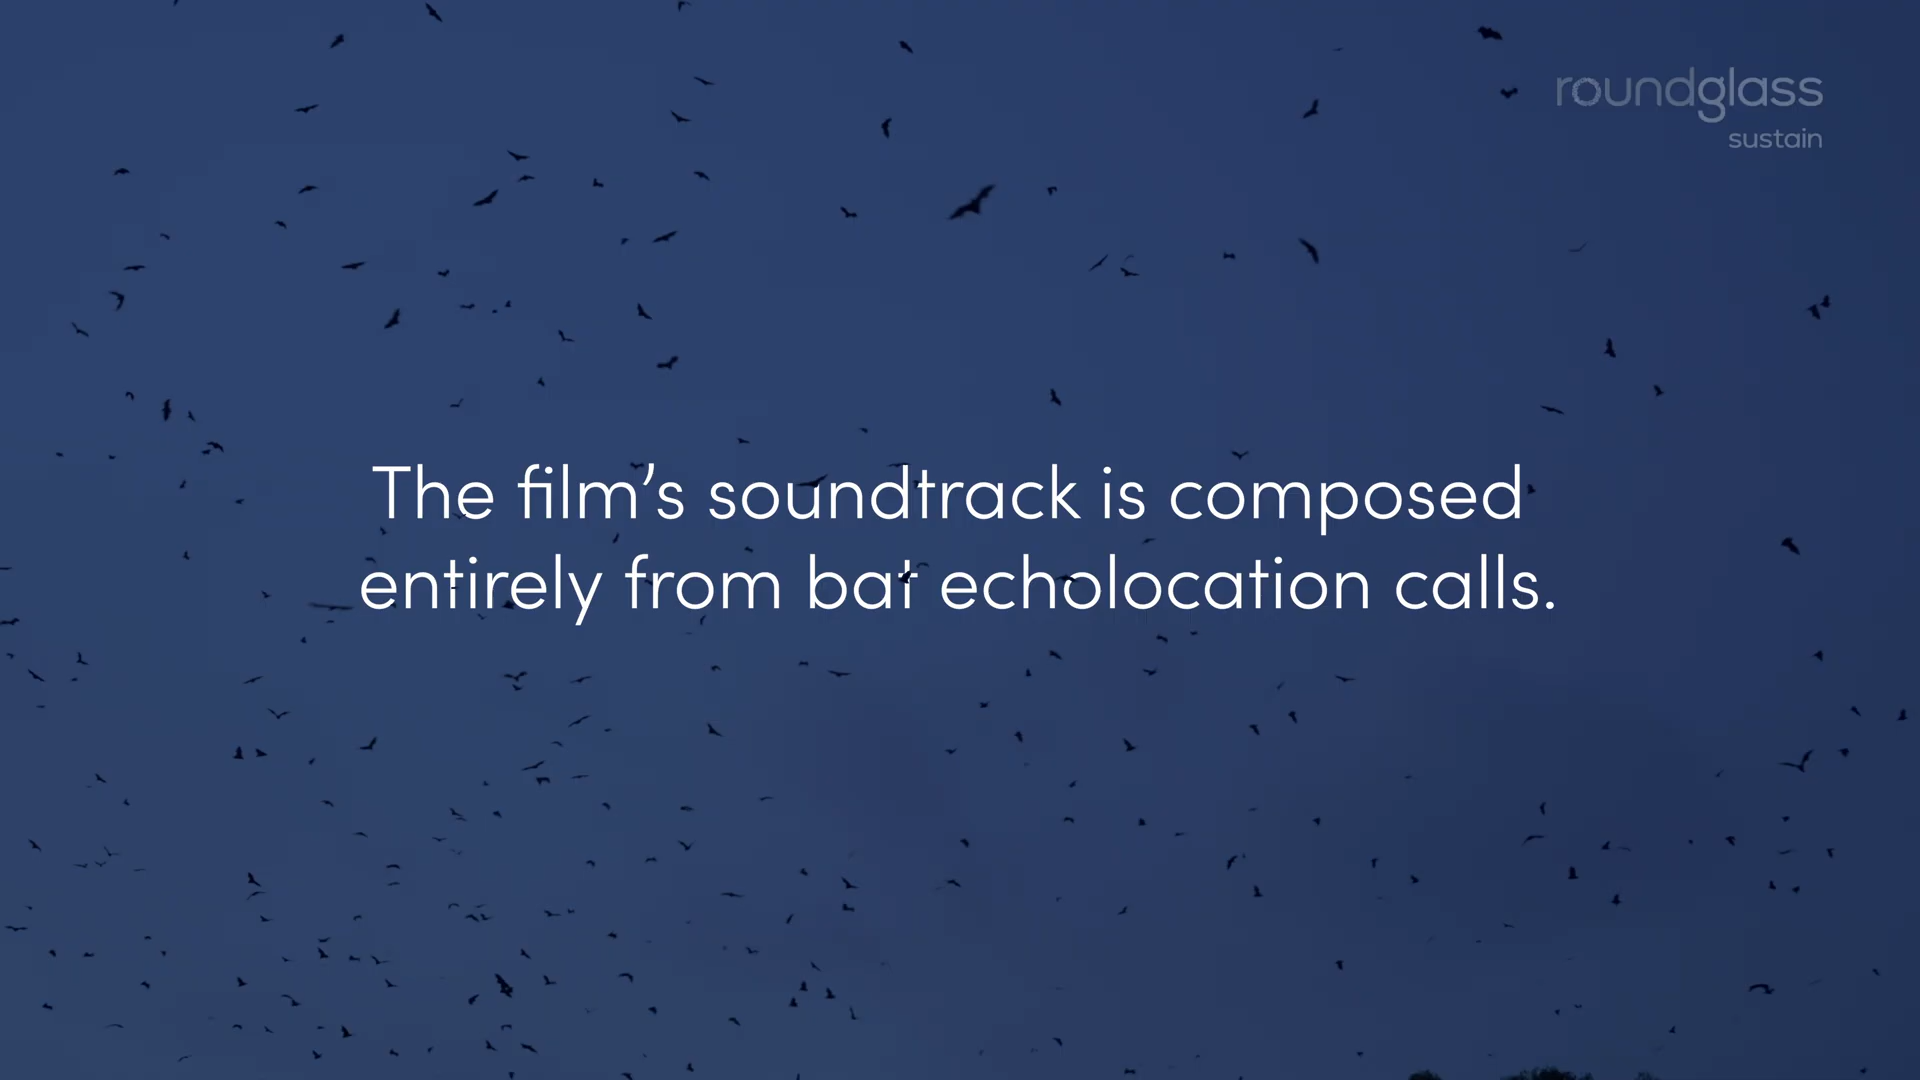 roundglass
sustain
The film’s soundtrack is composed
entirely from bat echolocation calls.